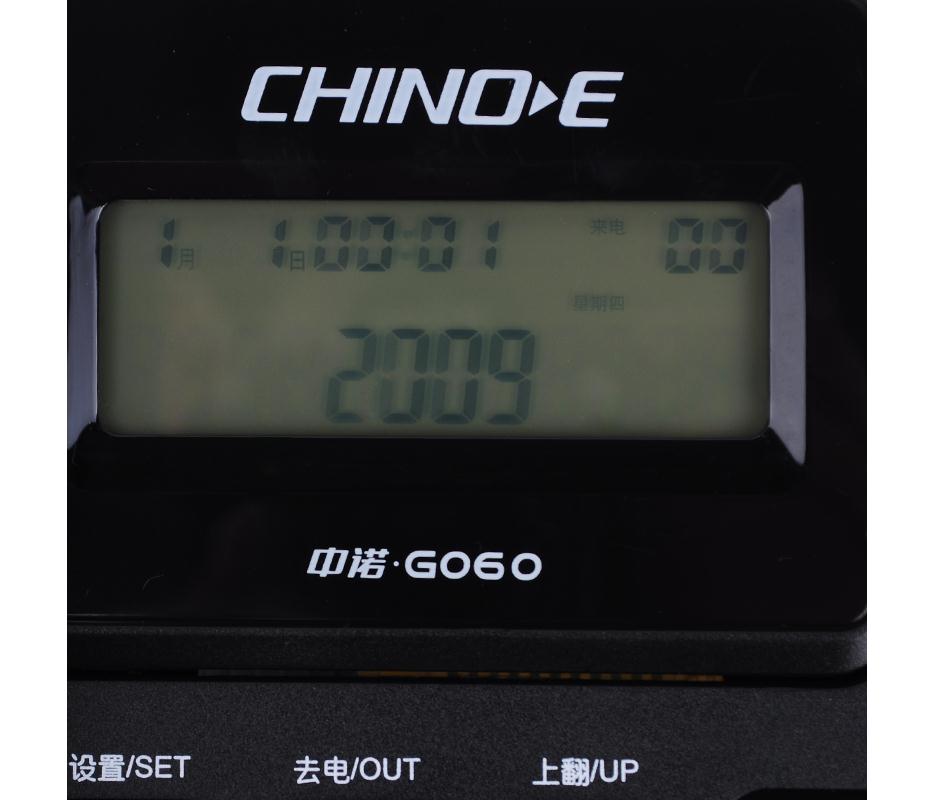 CHINO▸E
1月 1日 00:01 来电 00
星期四
2009
中诺·G060
设置/SET 去电/OUT 上翻/UP